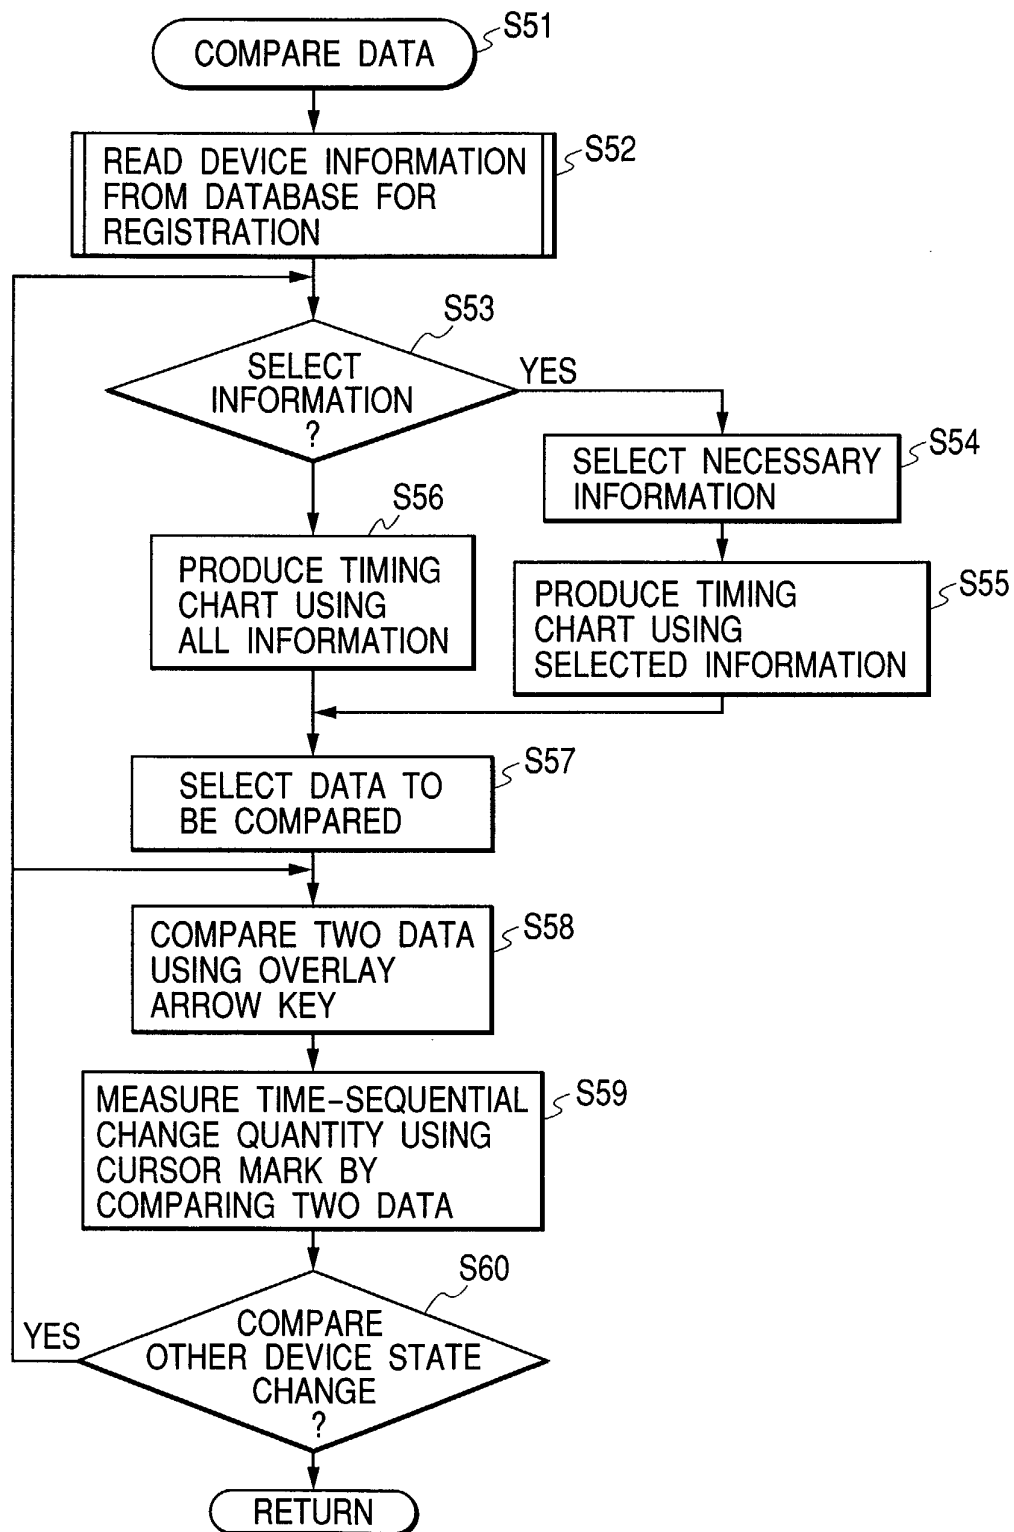 COMPARE DATA
S51
READ DEVICE INFORMATION
FROM DATABASE FOR
REGISTRATION
S52
S53
SELECT
INFORMATION
?
YES
SELECT NECESSARY
INFORMATION
S54
S56
PRODUCE TIMING
CHART USING
ALL INFORMATION
PRODUCE TIMING
CHART USING
SELECTED INFORMATION
S55
SELECT DATA TO
BE COMPARED
S57
COMPARE TWO DATA
USING OVERLAY
ARROW KEY
S58
MEASURE TIME-SEQUENTIAL
CHANGE QUANTITY USING
CURSOR MARK BY
COMPARING TWO DATA
S59
S60
COMPARE
OTHER DEVICE STATE
CHANGE
?
YES
RETURN